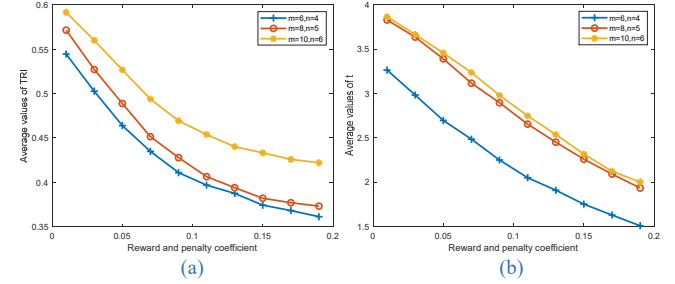 0.6
0.55
0.5
0.45
0.4
0.35
Average values of TRI
m=6,n=4
m=8,n=5
m=10,n=6
0 0.05 0.1 0.15 0.2
Reward and penalty coefficient
(a)
4
3.5
3
2.5
2
1.5
Average values of t
m=6,n=4
m=8,n=5
m=10,n=6
0 0.05 0.1 0.15 0.2
Reward and penalty coefficient
(b)